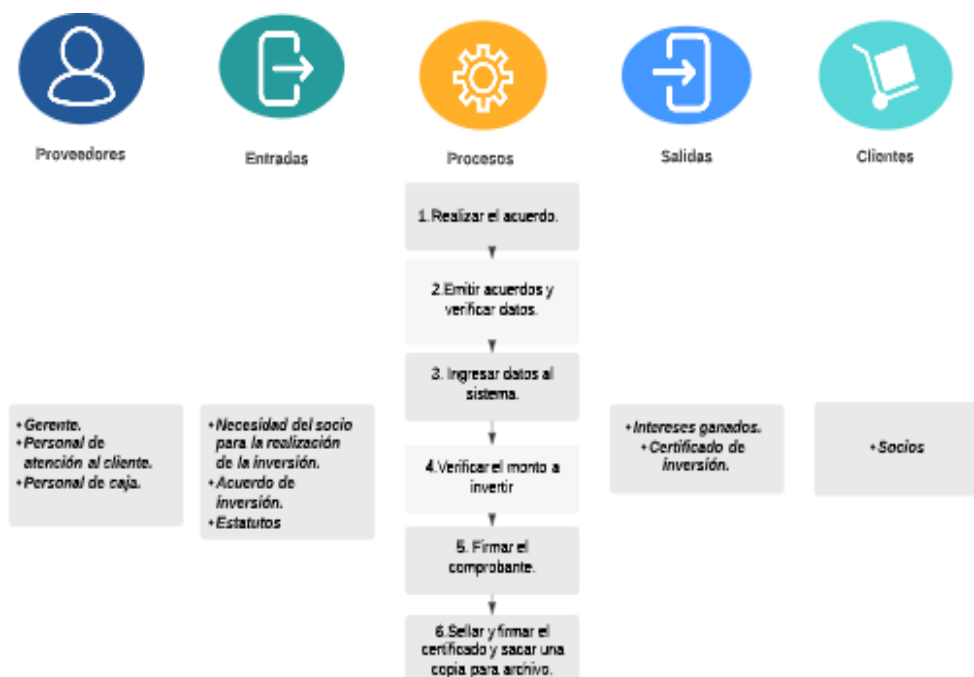 Proveedores
Entradas
Procesos
Salidas
Clientes
1.Realizar el acuerdo.
2.Emitir acuerdos y
verificar datos.
3. Ingresar datos al
sistema.
4.Verificar el monto a
invertir
5. Firmar el
comprobante.
6.Sellar y firmar el
certificado y sacar una
copia para archivo.
•Gerente.
•Personal de
atención al cliente.
•Personal de caja.
•Necesidad del socio
para la realización
de la inversión.
•Acuerdo de
inversión.
•Estatutos
•Intereses ganados.
•Certificado de
inversión.
•Socios